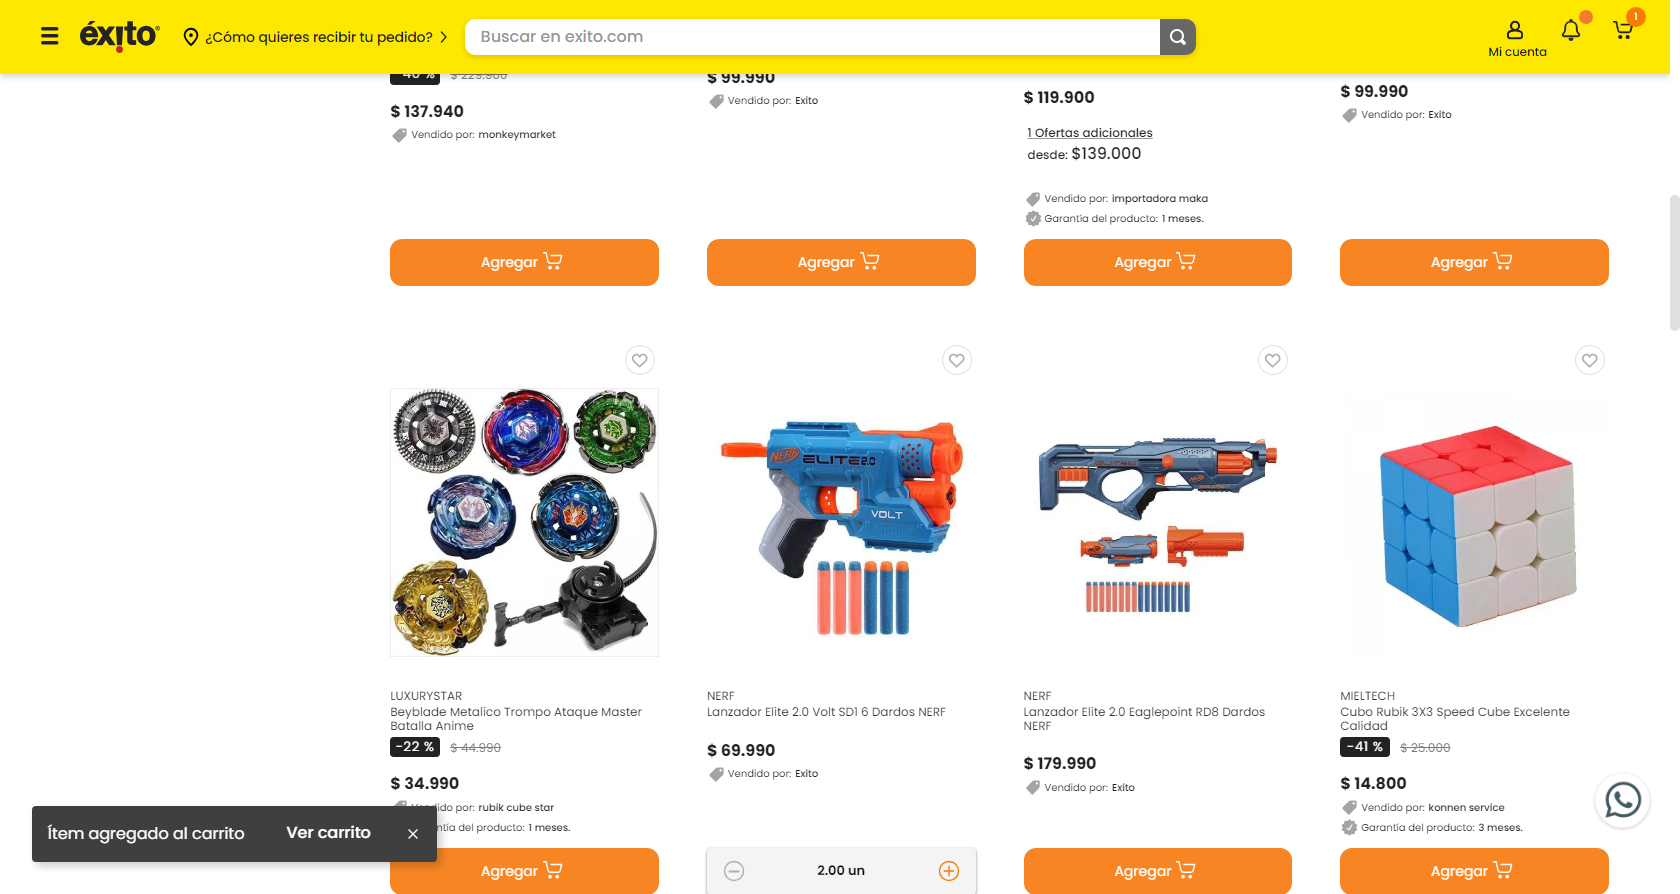 éxito
¿Cómo quieres recibir tu pedido?
Buscar en exito.com
Mi cuenta
1
-40 % $ 229.900
$ 137.940
Vendido por: monkeymarket
$ 99.990
Vendido por: Exito
$ 119.900
1 Ofertas adicionales
desde: $139.000
Vendido por: importadora maka
Garantía del producto: 1 meses.
$ 99.990
Vendido por: Exito
Agregar
Agregar
Agregar
Agregar
NERF
ELITE 2.0
VOLT
LUXURYSTAR
Beyblade Metalico Trompo Ataque Master
Batalla Anime
-22 % $ 44.990
$ 34.990
Vendido por: rubik cube star
ntía del producto: 1 meses.
Agregar
NERF
Lanzador Elite 2.0 Volt SD1 6 Dardos NERF
$ 69.990
Vendido por: Exito
2.00 un
NERF
Lanzador Elite 2.0 Eaglepoint RD8 Dardos
NERF
$ 179.990
Vendido por: Exito
Agregar
MIELTECH
Cubo Rubik 3X3 Speed Cube Excelente
Calidad
-41 % $ 25.000
$ 14.800
Vendido por: konnen service
Garantía del producto: 3 meses.
Agregar
Ítem agregado al carrito
Ver carrito